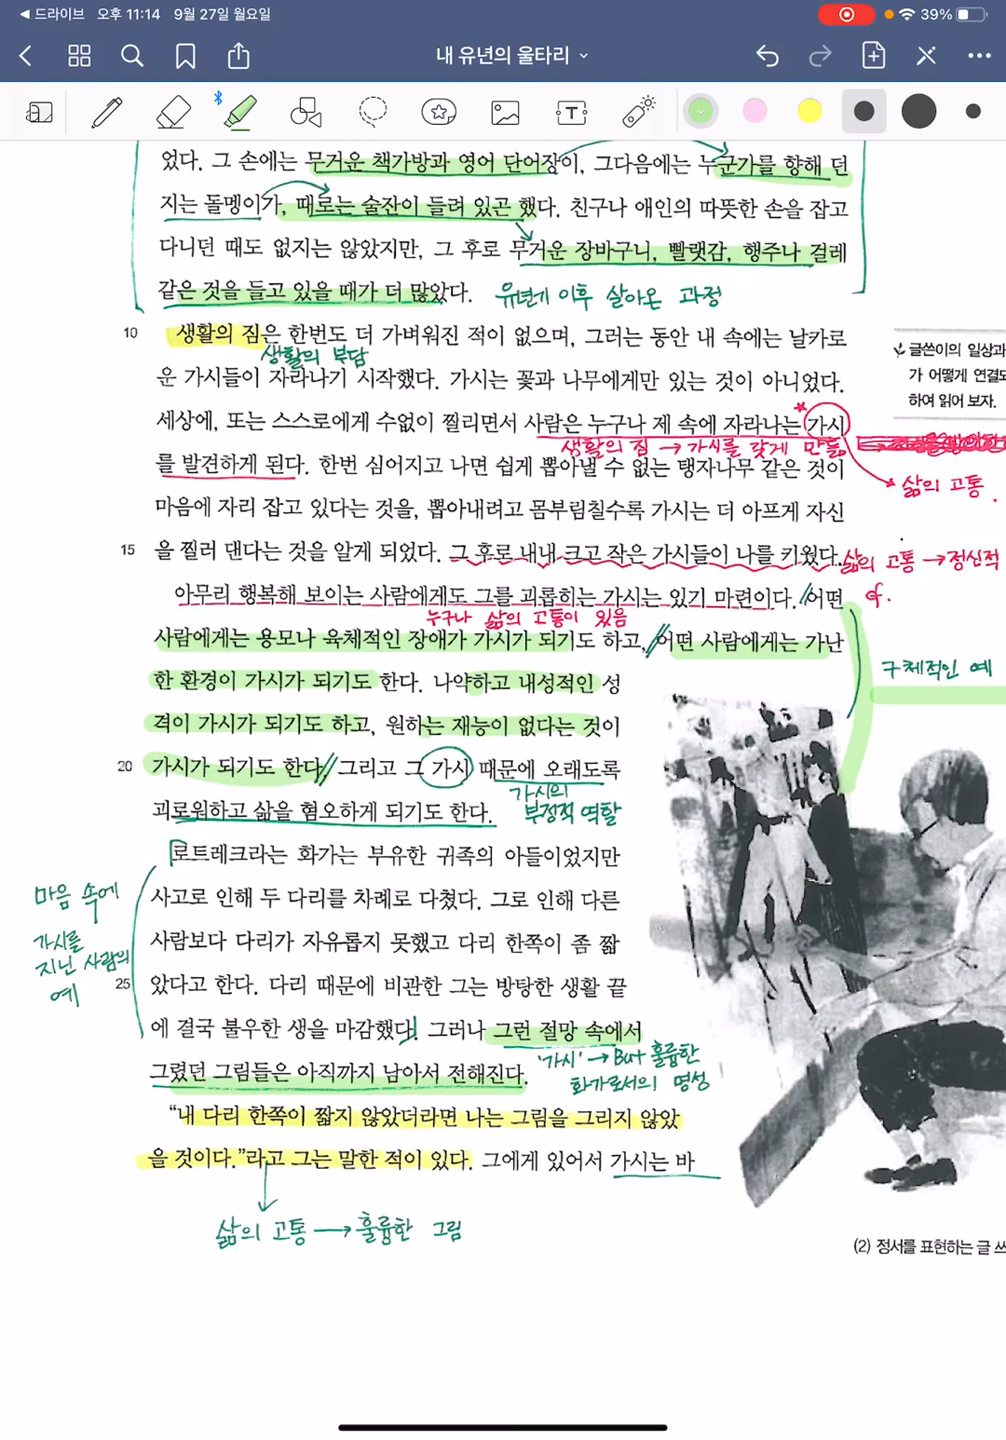 드라이브 오후 11:14 9월 27일 월요일 39%
내 유년의 울타리
었다. 그 손에는 무거운 책가방과 영어 단어장이, 그다음에는 누군가를 향해 던
지는 돌멩이가, 때로는 술잔이 들려 있곤 했다. 친구나 애인의 따뜻한 손을 잡고
다니던 때도 없지는 않았지만, 그 후로 무거운 장바구니, 빨랫감, 행주나 걸레
같은 것을 들고 있을 때가 더 많았다. 유년기 이후 살아온 과정
10 생활의 짐은 한번도 더 가벼워진 적이 없으며, 그러는 동안 내 속에는 날카로
생활의 부담
운 가시들이 자라나기 시작했다. 가시는 꽃과 나무에게만 있는 것이 아니었다.
세상에, 또는 스스로에게 수없이 찔리면서 사람은 누구나 제 속에 자라나는 가시
생활의 짐 → 가시를 갖게 만듦
를 발견하게 된다. 한번 심어지고 나면 쉽게 뽑아낼 수 없는 탱자나무 같은 것이
삶의 고통
마음에 자리 잡고 있다는 것을, 뽑아내려고 몸부림칠수록 가시는 더 아프게 자신
15 을 찔러 댄다는 것을 알게 되었다. 그 후로 내내 크고 작은 가시들이 나를 키웠다.
삶의 고통 → 정신적
아무리 행복해 보이는 사람에게도 그를 괴롭히는 가시는 있기 마련이다. 어떤
누구나 삶의 고통이 있음
사람에게는 용모나 육체적인 장애가 가시가 되기도 하고, 어떤 사람에게는 가난
구체적인 예
한 환경이 가시가 되기도 한다. 나약하고 내성적인 성
격이 가시가 되기도 하고, 원하는 재능이 없다는 것이
20 가시가 되기도 한다. 그리고 그 가시 때문에 오래도록
가시의
괴로워하고 삶을 혐오하게 되기도 한다. 부정적 역할
로트레크라는 화가는 부유한 귀족의 아들이었지만
마음 속에
사고로 인해 두 다리를 차례로 다쳤다. 그로 인해 다른
가시를
사람보다 다리가 자유롭지 못했고 다리 한쪽이 좀 짧
지닌 사람의
25 았다고 한다. 다리 때문에 비관한 그는 방탕한 생활 끝
예
에 결국 불우한 생을 마감했다. 그러나 그런 절망 속에서
'가시' → But 훌륭한
그렸던 그림들은 아직까지 남아서 전해진다.
화가로서의 명성
“내 다리 한쪽이 짧지 않았더라면 나는 그림을 그리지 않았
을 것이다.”라고 그는 말한 적이 있다. 그에게 있어서 가시는 바
삶의 고통 → 훌륭한 그림
글쓴이의 일상과
가 어떻게 연결되
하여 읽어 보자.
(2) 정서를 표현하는 글 쓰